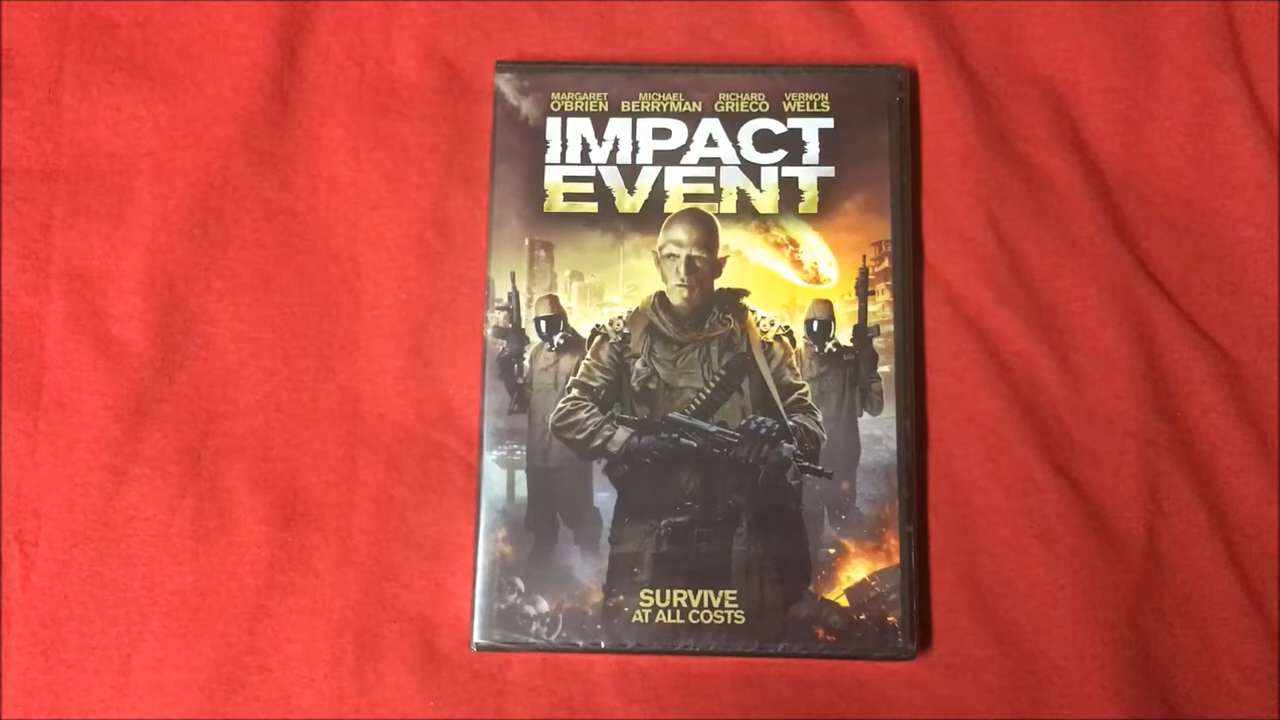 MARGARET MICHAEL RICHARD VERNON
O'BRIEN BERRYMAN GRIECO WELLS
IMPACT
EVENT
SURVIVE
AT ALL COSTS